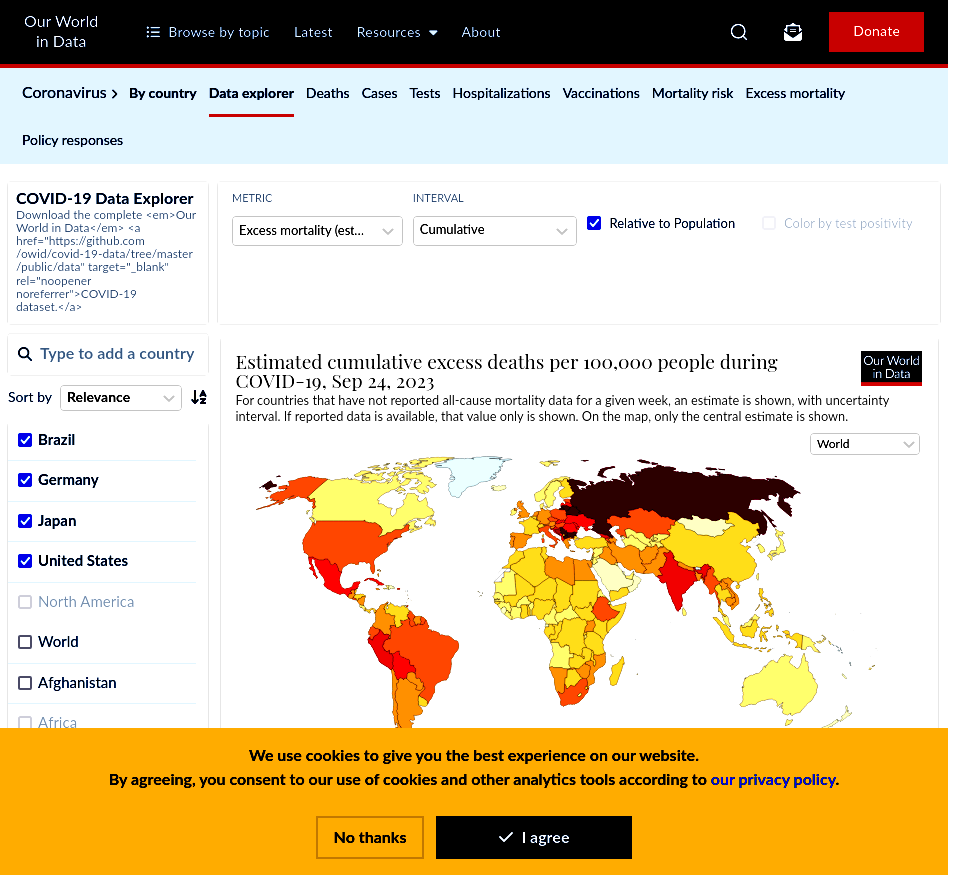 Our World
in Data
Browse by topic
Latest
Resources
About
Donate
Coronavirus
By country
Data explorer
Deaths
Cases
Tests
Hospitalizations
Vaccinations
Mortality risk
Excess mortality
Policy responses
COVID-19 Data Explorer
Download the complete <em>Our
World in Data</em> <a
href="https://github.com
/owid/covid-19-data/tree/master
/public/data" target="_blank"
rel="noopener
noreferrer">COVID-19
dataset.</a>
METRIC
Excess mortality (est...
INTERVAL
Cumulative
Relative to Population
Color by test positivity
Type to add a country
Sort by
Relevance
Brazil
Germany
Japan
United States
North America
World
Afghanistan
Africa
Estimated cumulative excess deaths per 100,000 people during
COVID-19, Sep 24, 2023
Our World
in Data
For countries that have not reported all-cause mortality data for a given week, an estimate is shown, with uncertainty
interval. If reported data is available, that value only is shown. On the map, only the central estimate is shown.
World
We use cookies to give you the best experience on our website.
By agreeing, you consent to our use of cookies and other analytics tools according to our privacy policy.
No thanks
I agree